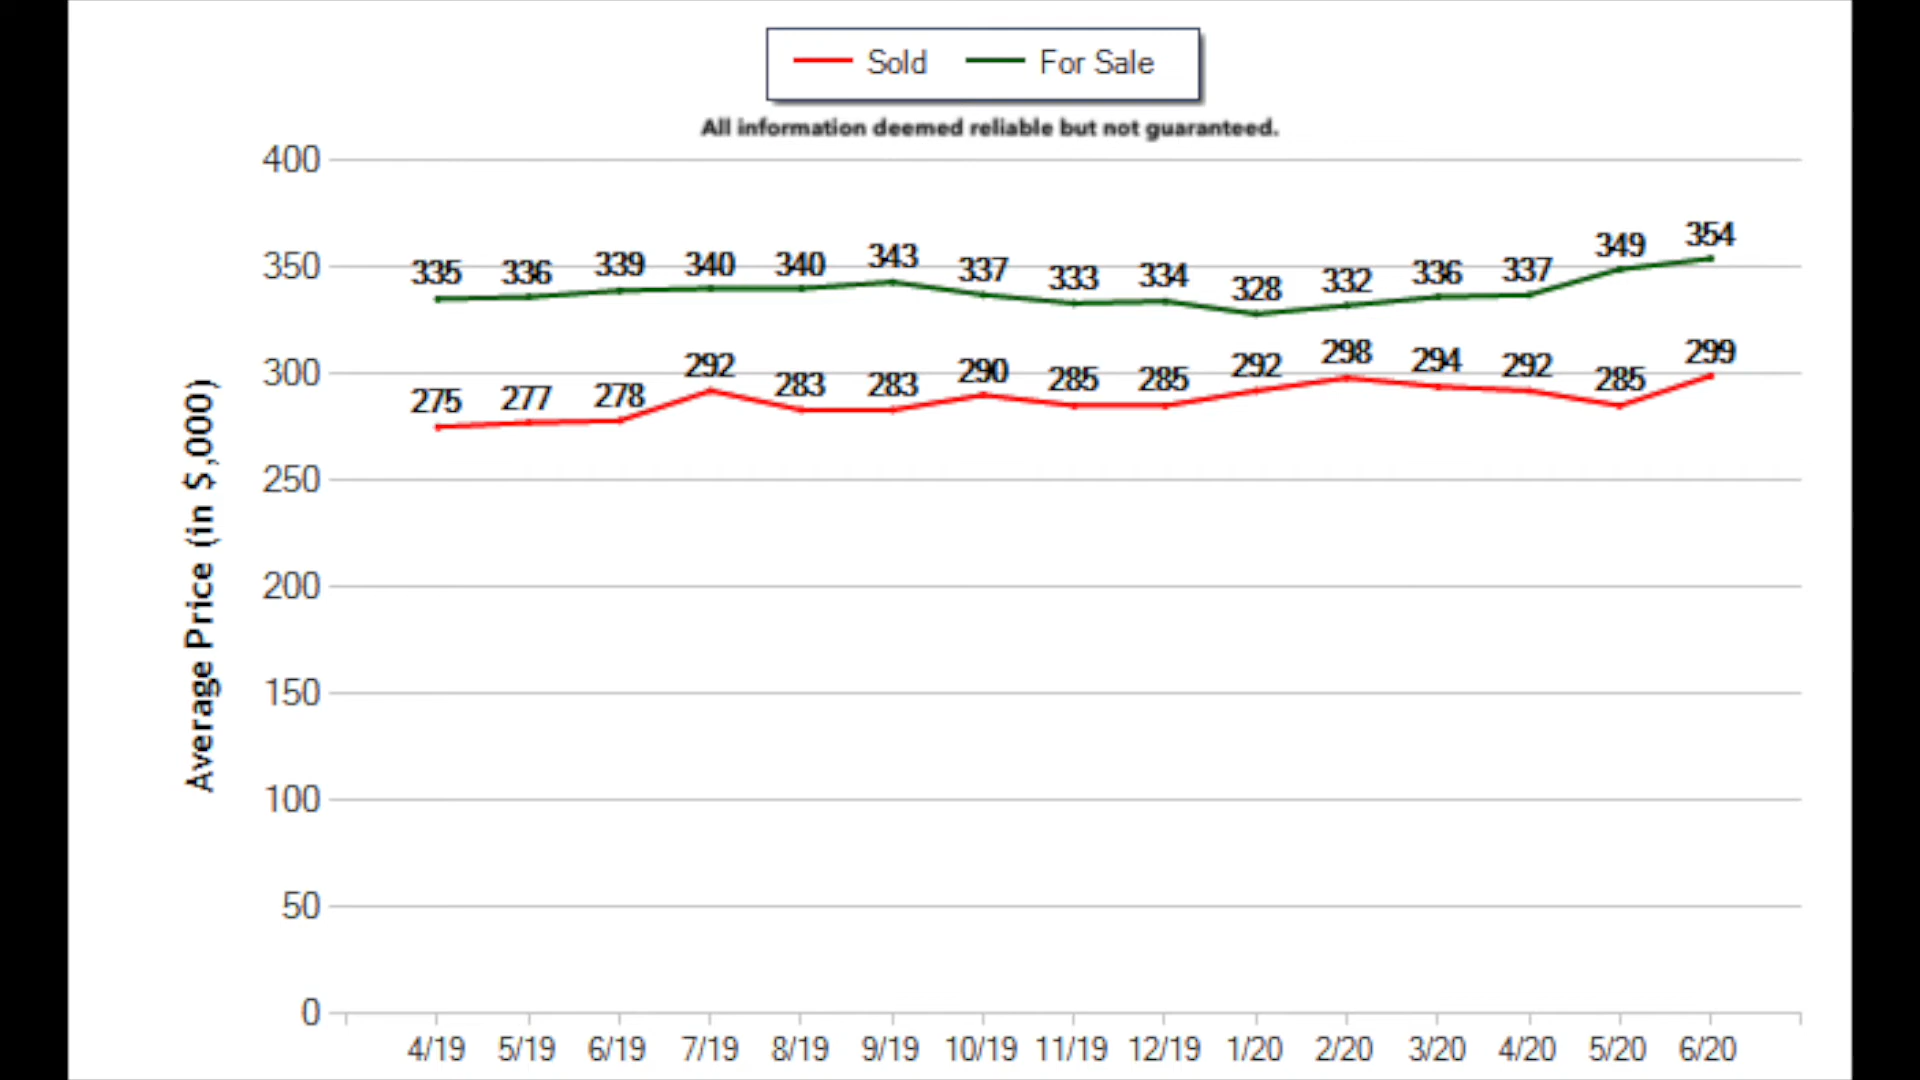 Sold For Sale
All information deemed reliable but not guaranteed.
Average Price (in $,000)
400
350
300
250
200
150
100
50
0
335 336 339 340 340 343 337 333 334 328 332 336 337 349 354
275 277 278 292 283 283 290 285 285 292 298 294 292 285 299
4/19 5/19 6/19 7/19 8/19 9/19 10/19 11/19 12/19 1/20 2/20 3/20 4/20 5/20 6/20